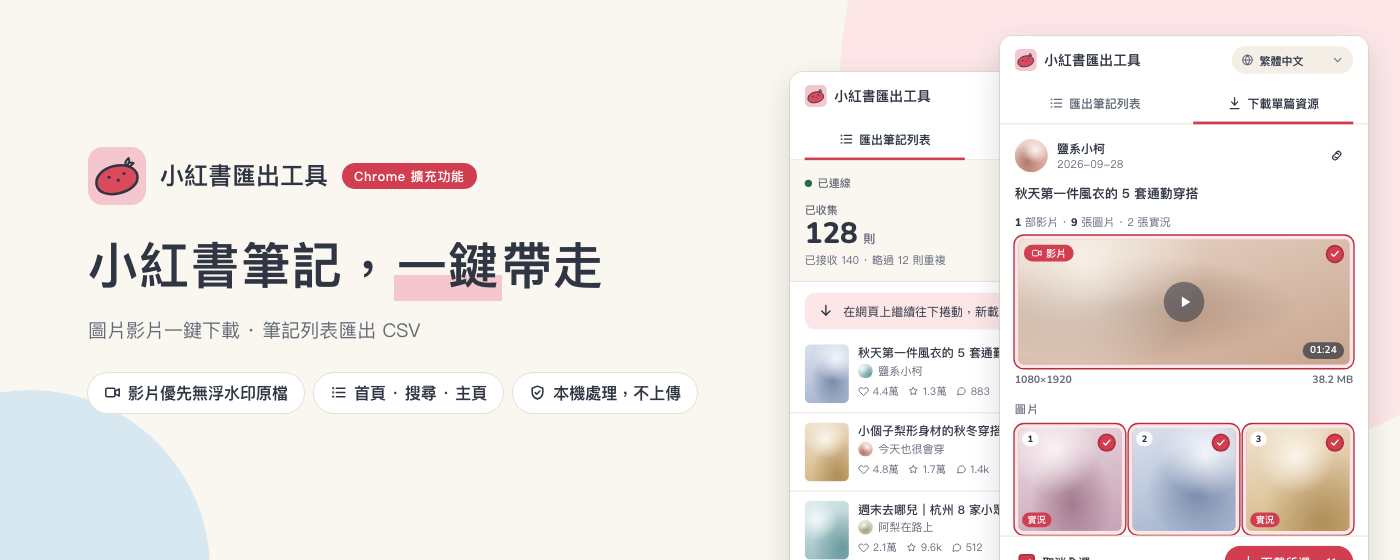 小紅書匯出工具 Chrome 擴充功能
小紅書筆記，一鍵帶走
圖片影片一鍵下載 · 筆記列表匯出 CSV
影片優先無浮水印原檔
首頁 · 搜尋 · 主頁
本機處理，不上傳
小紅書匯出工具
匯出筆記列表
已連線
已收集
128 則
已接收 140 · 略過 12 則重複
在網頁上繼續往下捲動，新載
秋天第一件風衣的 5 套通勤
鹽系小柯
4.4萬 1.3萬 883
小個子梨形身材的秋冬穿搭
今天也很會穿
4.8萬 1.7萬 1.4k
週末去哪兒｜杭州 8 家小眾
阿梨在路上
2.1萬 9.6k 512
小紅書匯出工具
繁體中文
匯出筆記列表
下載單篇資源
鹽系小柯
2026-09-28
秋天第一件風衣的 5 套通勤穿搭
1 部影片 · 9 張圖片 · 2 張實況
影片
01:24
1080×1920
38.2 MB
圖片
1 2 3
實況
實況